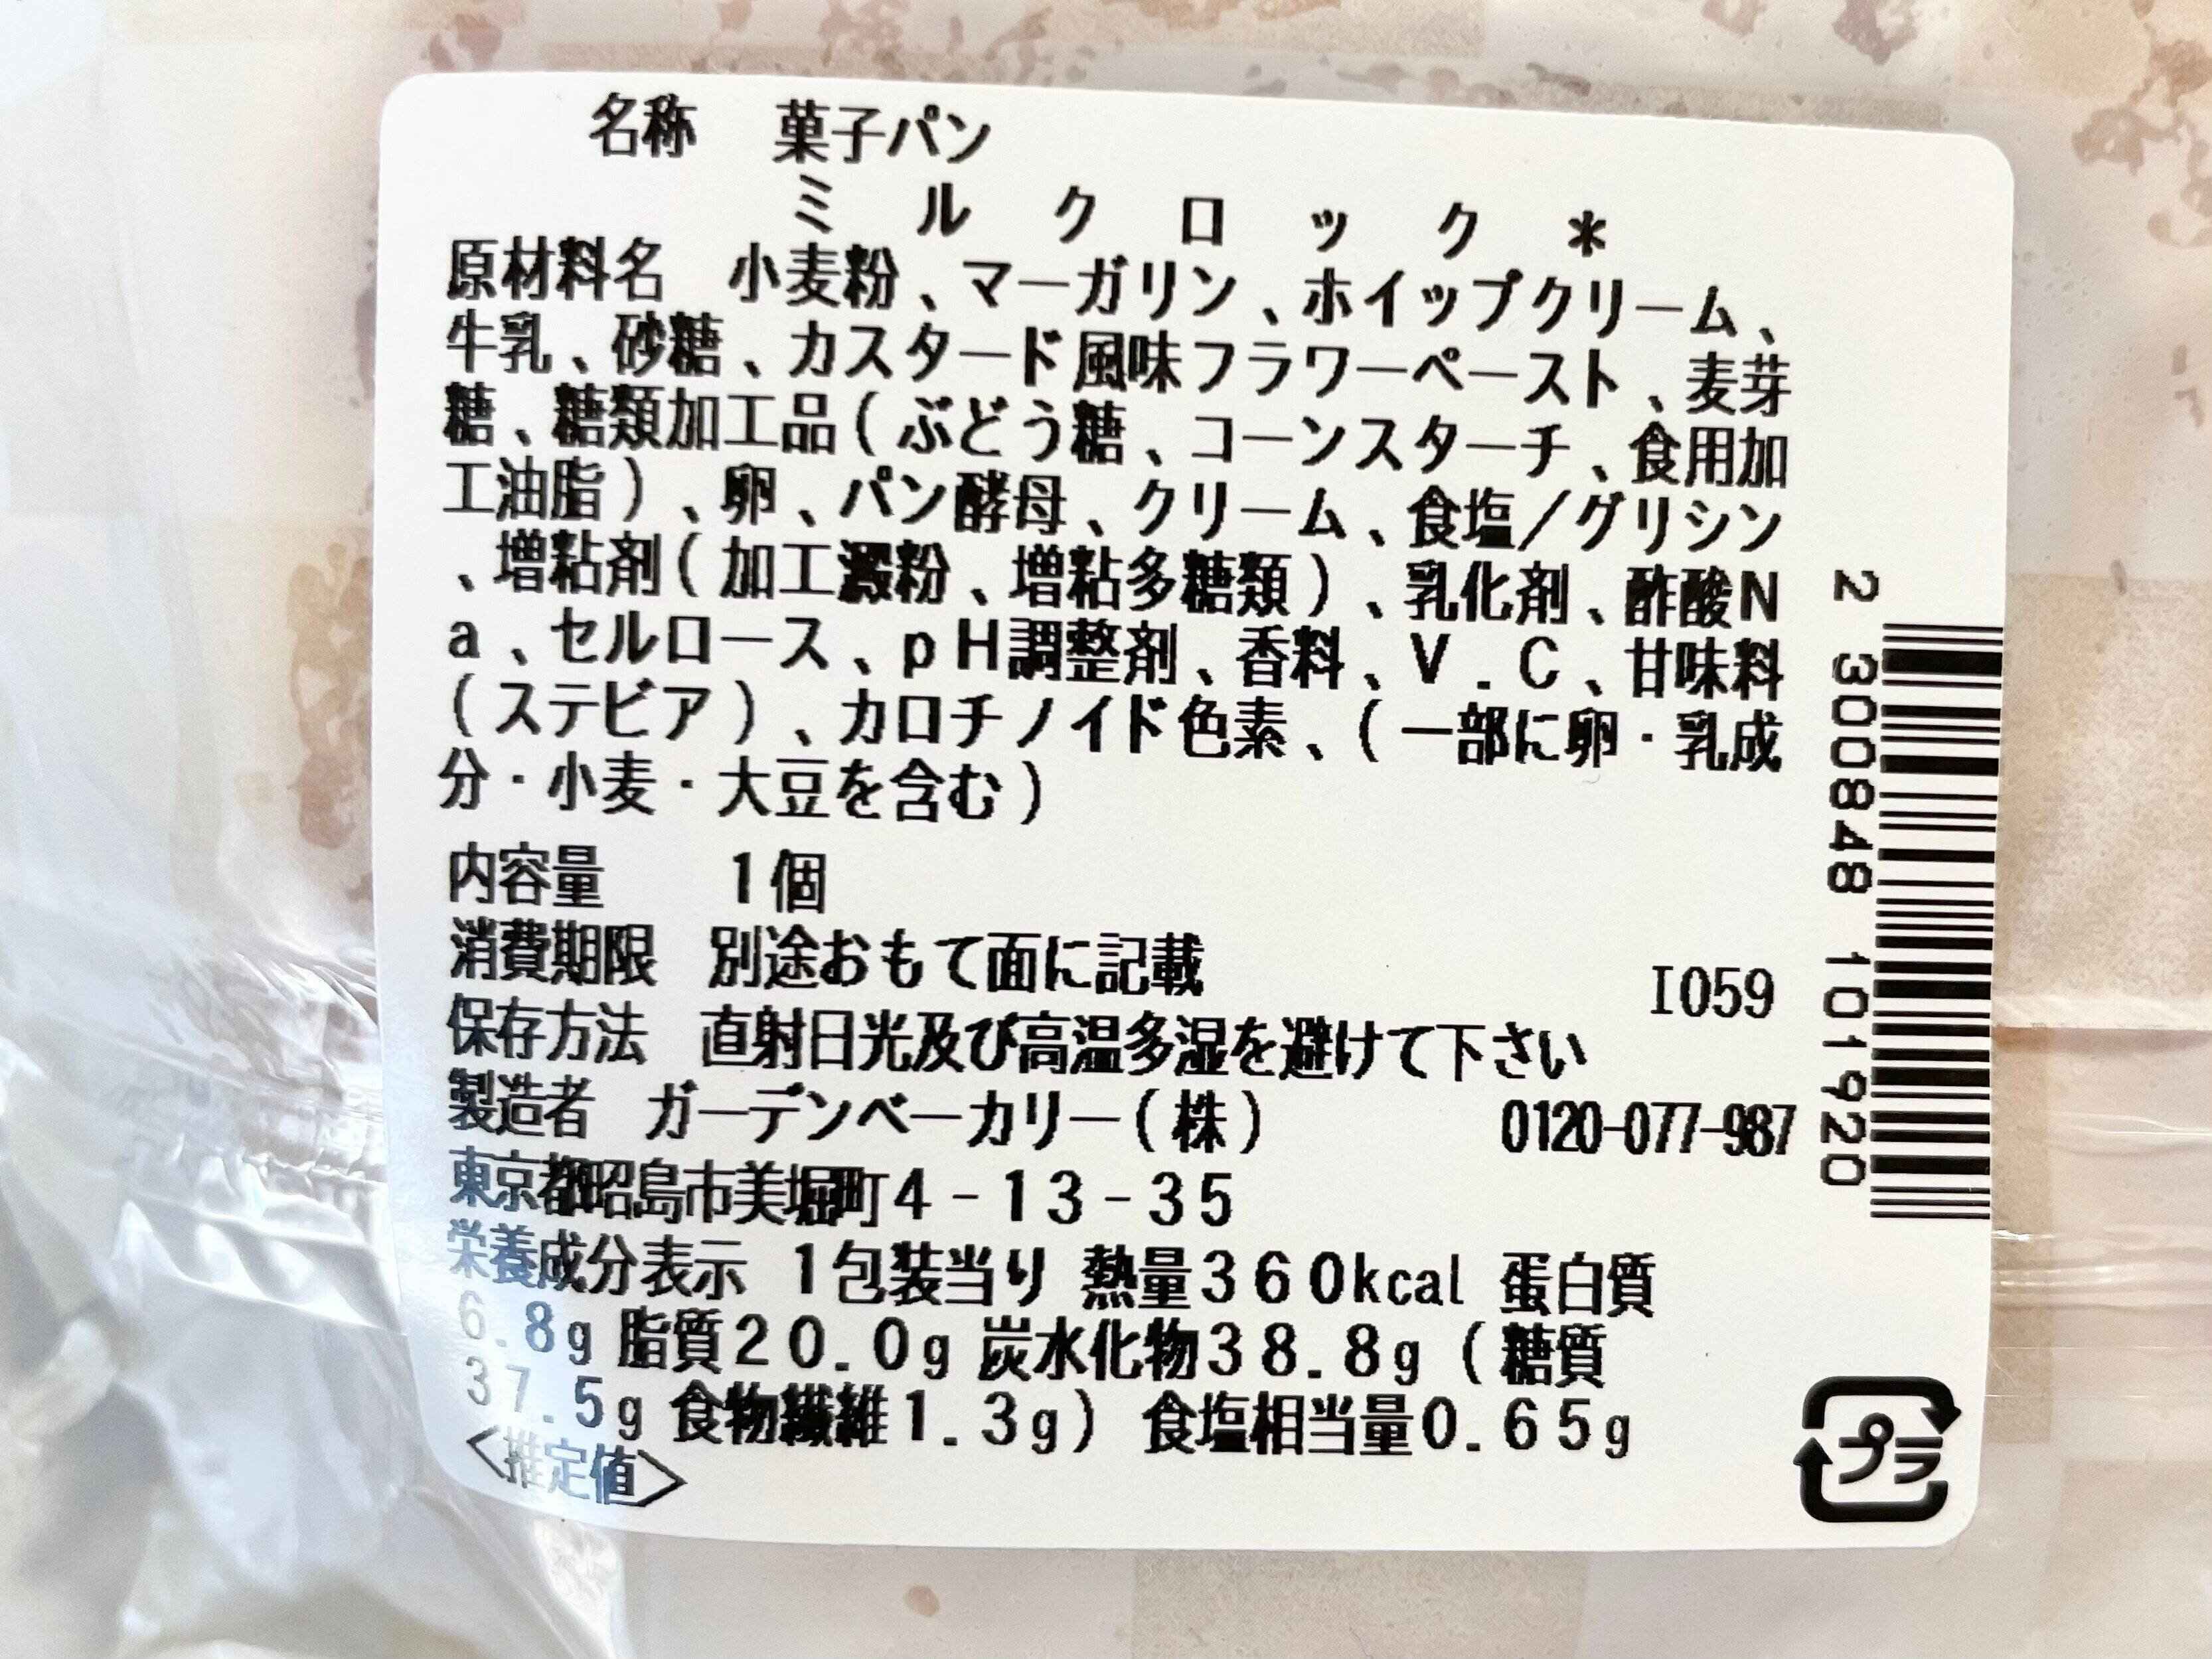 名称 菓子パン
ミルクロック＊
原材料名 小麦粉、マーガリン、ホイップクリーム、
牛乳、砂糖、カスタード風味フラワーペースト、麦芽
糖、糖類加工品(ぶどう糖、コーンスターチ、食用加
工油脂)、卵、パン酵母、クリーム、食塩/グリシン
、増粘剤(加工澱粉、増粘多糖類)、乳化剤、酢酸N
a、セルロース、pH調整剤、香料、V.C、甘味料
(ステビア)、カロチノイド色素、(一部に卵・乳成
分・小麦・大豆を含む)
内容量 1個
消費期限 別途おもて面に記載
I059
保存方法 直射日光及び高温多湿を避けて下さい
製造者 ガーデンベーカリー(株) 0120-077-987
東京都昭島市美堀町4-13-35
栄養成分表示 1包装当り 熱量360kcal 蛋白質
6.8g 脂質20.0g 炭水化物38.8g (糖質
37.5g 食物繊維1.3g) 食塩相当量0.65g
<推定値>
2 300848 101920
プラ